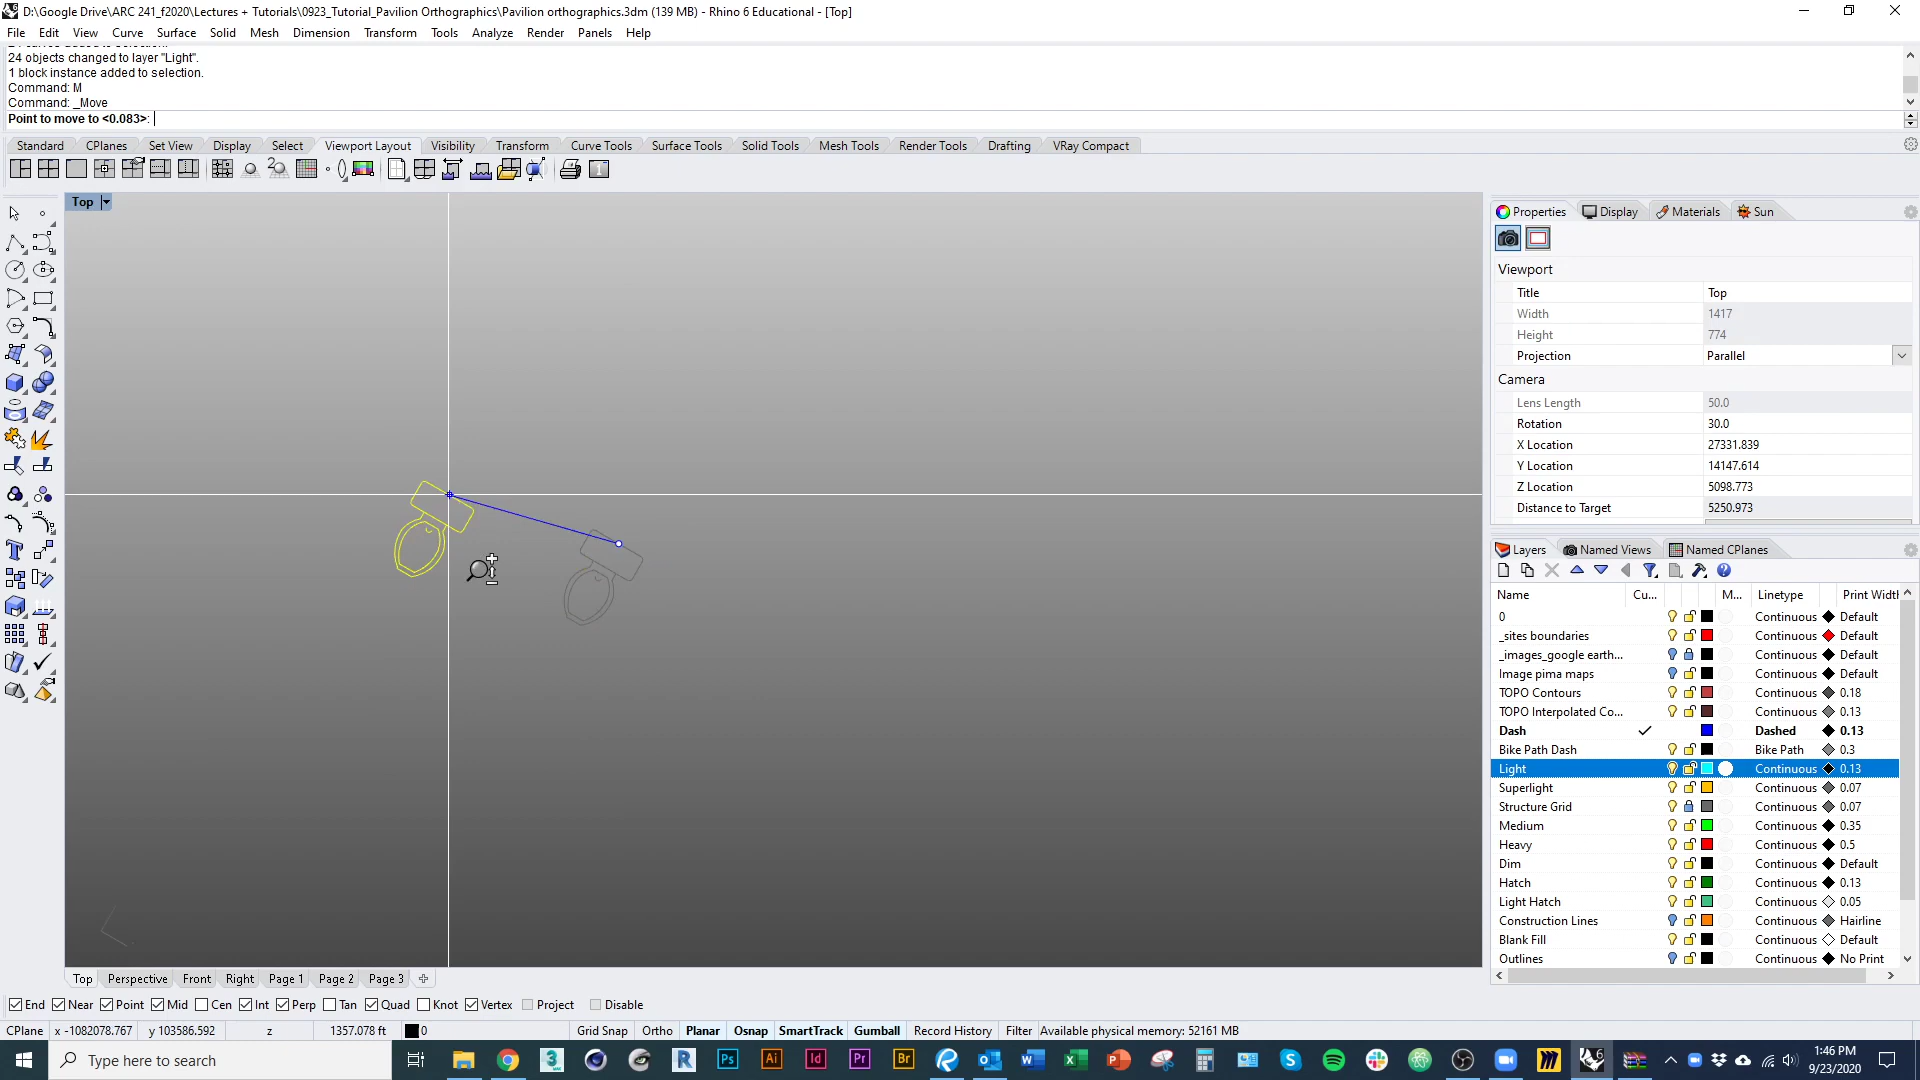 D:\Google Drive\ARC 241_f2020\Lectures + Tutorials\0923_Tutorial_Pavilion Orthographics\Pavilion orthographics.3dm (139 MB) - Rhino 6 Educational - [Top]
File Edit View Curve Surface Solid Mesh Dimension Transform Tools Analyze Render Panels Help
24 objects changed to layer "Light".
1 block instance added to selection.
Command: M
Command: _Move
Point to move to <0.083>:
Standard CPlanes Set View Display Select Viewport Layout Visibility Transform Curve Tools Surface Tools Solid Tools Mesh Tools Render Tools Drafting VRay Compact
Top
Properties Display Materials Sun
Viewport
Title Top
Width 1417
Height 774
Projection Parallel
Camera
Lens Length 50.0
Rotation 30.0
X Location 27331.839
Y Location 14147.614
Z Location 5098.773
Distance to Target 5250.973
Layers Named Views Named CPlanes
Name Cu... M... Linetype Print Width
0 Continuous Default
_sites boundaries Continuous Default
_images_google earth... Continuous Default
Image pima maps Continuous Default
TOPO Contours Continuous 0.18
TOPO Interpolated Co... Continuous 0.13
Dash Dashed 0.13
Bike Path Dash Bike Path 0.3
Light Continuous 0.13
Superlight Continuous 0.07
Structure Grid Continuous 0.07
Medium Continuous 0.35
Heavy Continuous 0.5
Dim Continuous Default
Hatch Continuous 0.13
Light Hatch Continuous 0.05
Construction Lines Continuous Hairline
Blank Fill Continuous Default
Outlines Continuous No Print
Top Perspective Front Right Page 1 Page 2 Page 3
End Near Point Mid Cen Int Perp Tan Quad Knot Vertex Project Disable
CPlane x -1082078.767 y 103586.592 z 1357.078 ft 0 Grid Snap Ortho Planar Osnap SmartTrack Gumball Record History Filter Available physical memory: 52161 MB
Type here to search
1:46 PM
9/23/2020